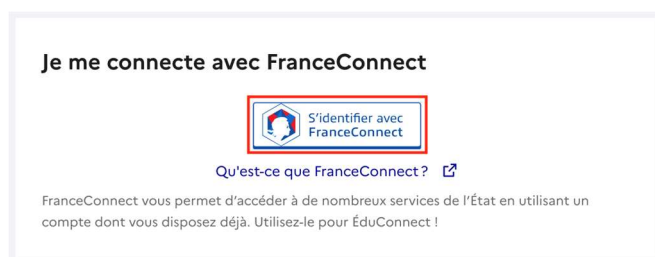 Je me connecte avec FranceConnect
S'identifier avec
FranceConnect
Qu'est-ce que FranceConnect ?
FranceConnect vous permet d'accéder à de nombreux services de l'État en utilisant un
compte dont vous disposez déjà. Utilisez-le pour ÉduConnect !